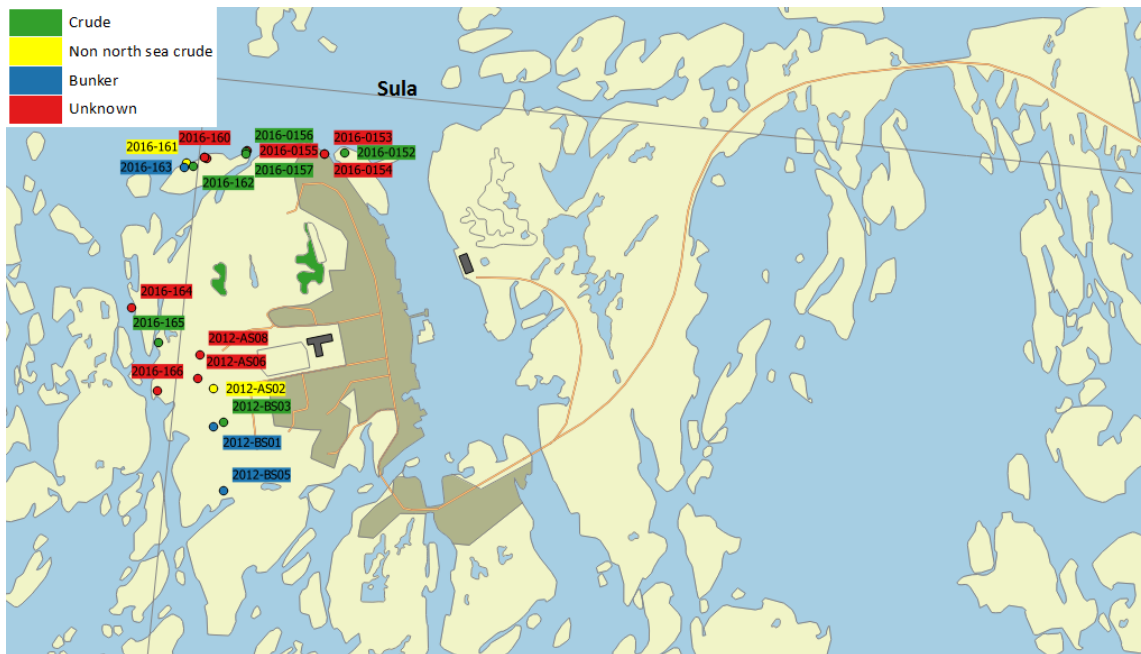 Crude
Non north sea crude
Bunker
Unknown
Sula
2016-160
2016-0156
2016-0153
2016-161
2016-0155
2016-0152
2016-163
2016-162
2016-0157
2016-0154
2016-164
2016-165
2012-AS08
2012-AS06
2016-166
2012-AS02
2012-BS03
2012-BS01
2012-BS05